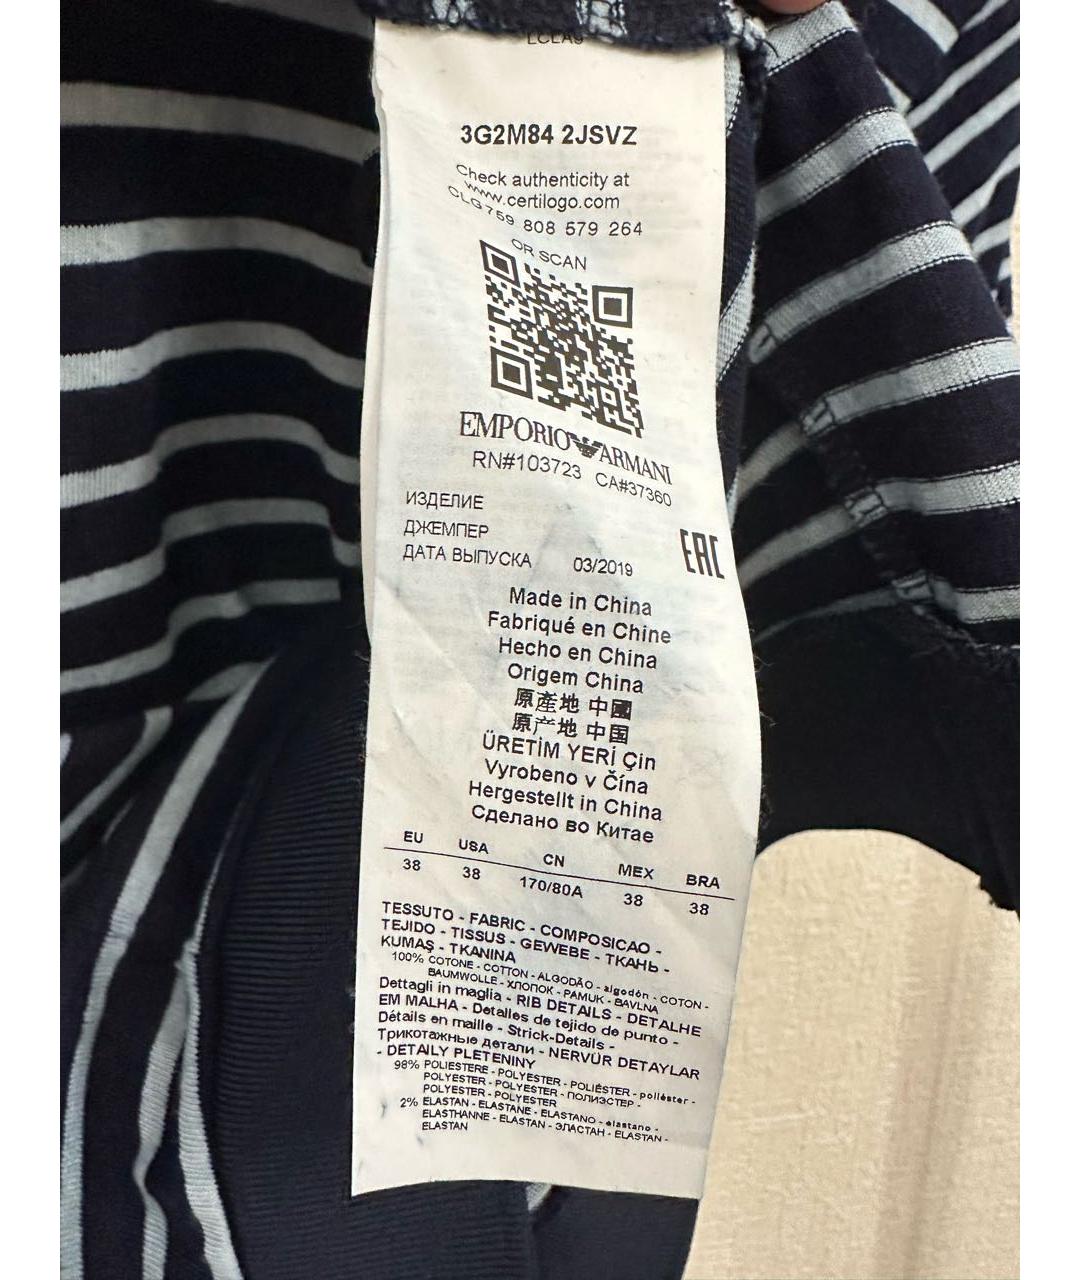 3G2M84 2JSVZ
Check authenticity at
www.certilogo.com
CLG 759 808 579 264
OR SCAN
EMPORIO ARMANI
RN#103723 CA#37360
ИЗДЕЛИЕ
ДЖЕМПЕР
ДАТА ВЫПУСКА 03/2019
EAC
Made in China
Fabriqué en Chine
Hecho en China
Origem China
原產地 中國
原产地 中国
ÜRETİM YERİ Çin
Vyrobeno v Čína
Hergestellt in China
Сделано во Китае
EU USA CN MEX BRA
38 38 170/80A 38 38
TESSUTO - FABRIC - COMPOSICAO -
TEJIDO - TISSUS - GEWEBE - ТКАНЬ -
KUMAŞ - TKANINA
100% COTONE - COTTON - ALGODÃO - algodón - COTON -
BAUMWOLLE - ХЛОПОК - PAMUK - BAVLNA
Dettagli in maglia - RIB DETAILS - DETALHE
EM MALHA - Detalles de tejido de punto -
Détails en maille - Strick-Details -
Трикотажные детали - NERVÜR DETAYLAR
- DETAILY PLETENINY
98% POLIESTERE - POLYESTER - POLIÉSTER - poliéster -
POLYESTER - POLYESTER - ПОЛИЭСТЕР -
POLYESTER - POLYESTER
2% ELASTAN - ELASTANE - ELASTANO - elastano -
ELASTHANNE - ELASTAN - ЭЛАСТАН - ELASTAN -
ELASTAN